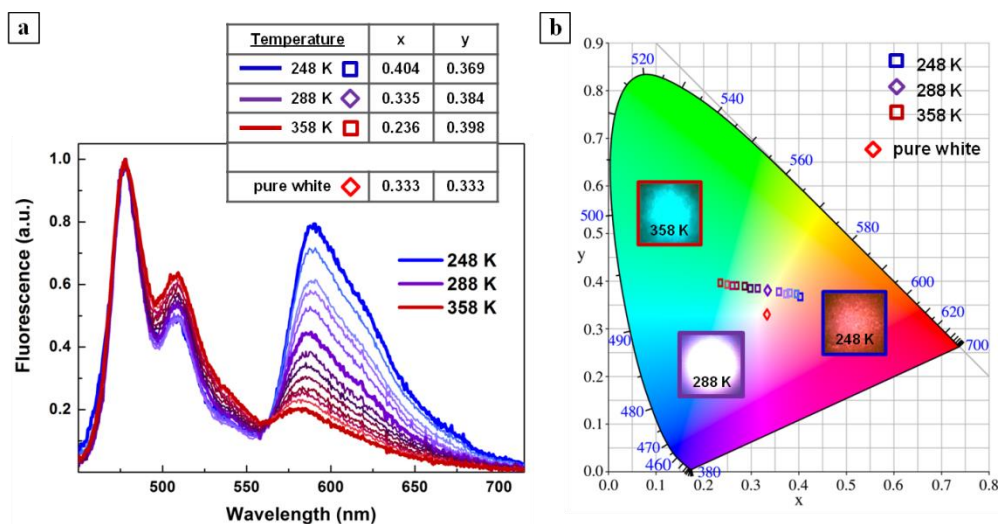 a
Temperature x y
248 K 0.404 0.369
288 K 0.335 0.384
358 K 0.236 0.398
pure white 0.333 0.333
1.0
0.8
0.6
0.4
0.2
Fluorescence (a.u.)
248 K
288 K
358 K
500 550 600 650 700
Wavelength (nm)
b
0.9
0.8
0.7
0.6
0.5
0.4
0.3
0.2
0.1
0.0
y
0.0 0.1 0.2 0.3 0.4 0.5 0.6 0.7 0.8
x
520
540
560
580
600
620
700
500
490
480
470
460
380
248 K
288 K
358 K
pure white
358 K
248 K
288 K